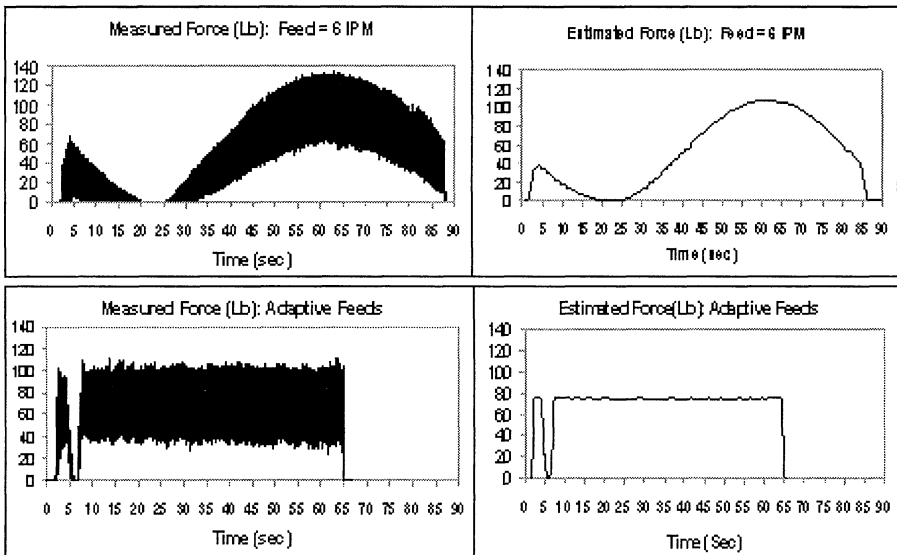 Measured Force (Lb): Feed = 6 IPM
140
120
100
80
60
40
20
0
0 5 10 15 20 25 30 35 40 45 50 55 60 65 70 75 80 85 90
Time (sec)
Estimated Force (Lb): Feed = 6 IPM
140
120
100
80
60
40
20
0
0 5 10 15 20 25 30 35 40 45 50 55 60 65 70 75 80 85 90
Time (sec)
Measured Force (Lb): Adaptive Feeds
140
120
100
80
60
40
20
0
0 5 10 15 20 25 30 35 40 45 50 55 60 65 70 75 80 85 90
Time (sec)
Estimated Force(Lb): Adaptive Feeds
140
120
100
80
60
40
20
0
0 5 10 15 20 25 30 35 40 45 50 55 60 65 70 75 80 85 90
Time (Sec)